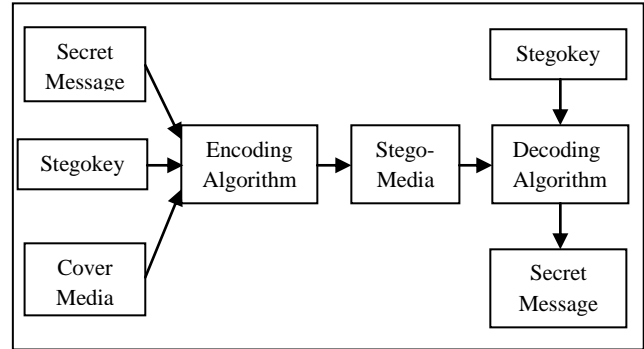 Secret
Message
Stegokey
Cover
Media
Encoding
Algorithm
Stego-
Media
Stegokey
Decoding
Algorithm
Secret
Message